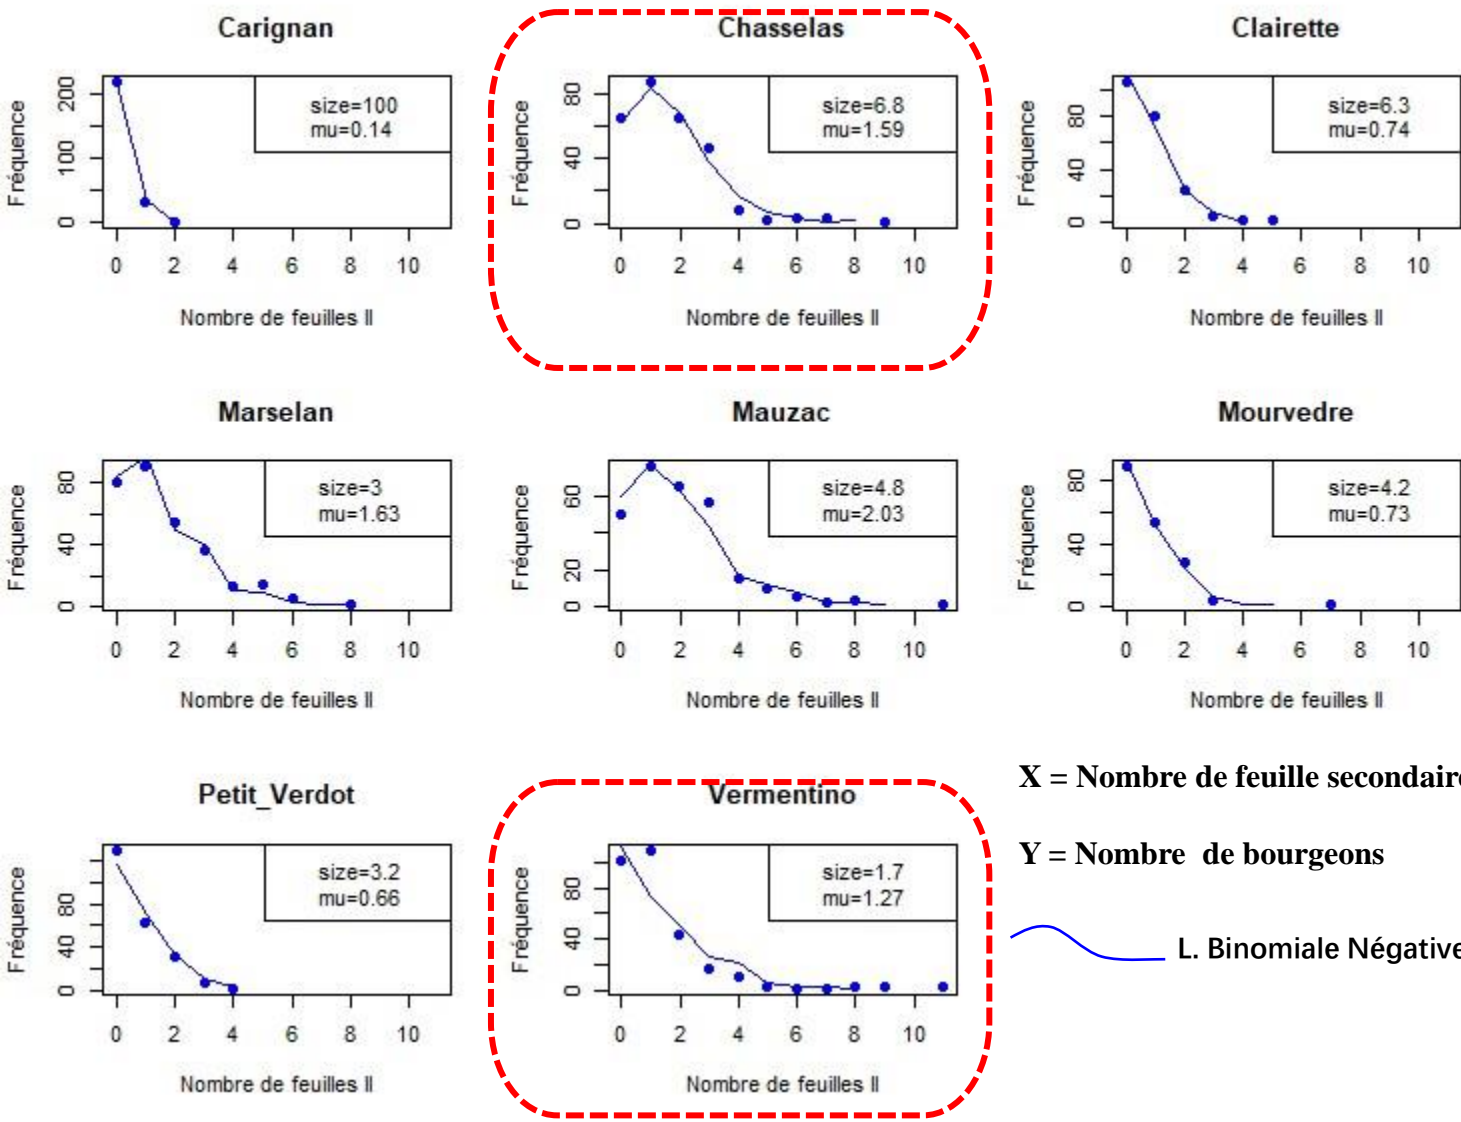 Carignan
Fréquence
0
100
200
size=100
mu=0.14
0 2 4 6 8 10
Nombre de feuilles II
Chasselas
Fréquence
0
40
80
size=6.8
mu=1.59
0 2 4 6 8 10
Nombre de feuilles II
Clairette
Fréquence
0
40
80
size=6.3
mu=0.74
0 2 4 6 8 10
Nombre de feuilles II
Marselan
Fréquence
0
40
80
size=3
mu=1.63
0 2 4 6 8 10
Nombre de feuilles II
Mauzac
Fréquence
0
20
60
size=4.8
mu=2.03
0 2 4 6 8 10
Nombre de feuilles II
Mourvedre
Fréquence
0
40
80
size=4.2
mu=0.73
0 2 4 6 8 10
Nombre de feuilles II
Petit_Verdot
Fréquence
0
40
80
size=3.2
mu=0.66
0 2 4 6 8 10
Nombre de feuilles II
Vermentino
Fréquence
0
40
80
size=1.7
mu=1.27
0 2 4 6 8 10
Nombre de feuilles II
X = Nombre de feuille secondaire
Y = Nombre de bourgeons
L. Binomiale Négative